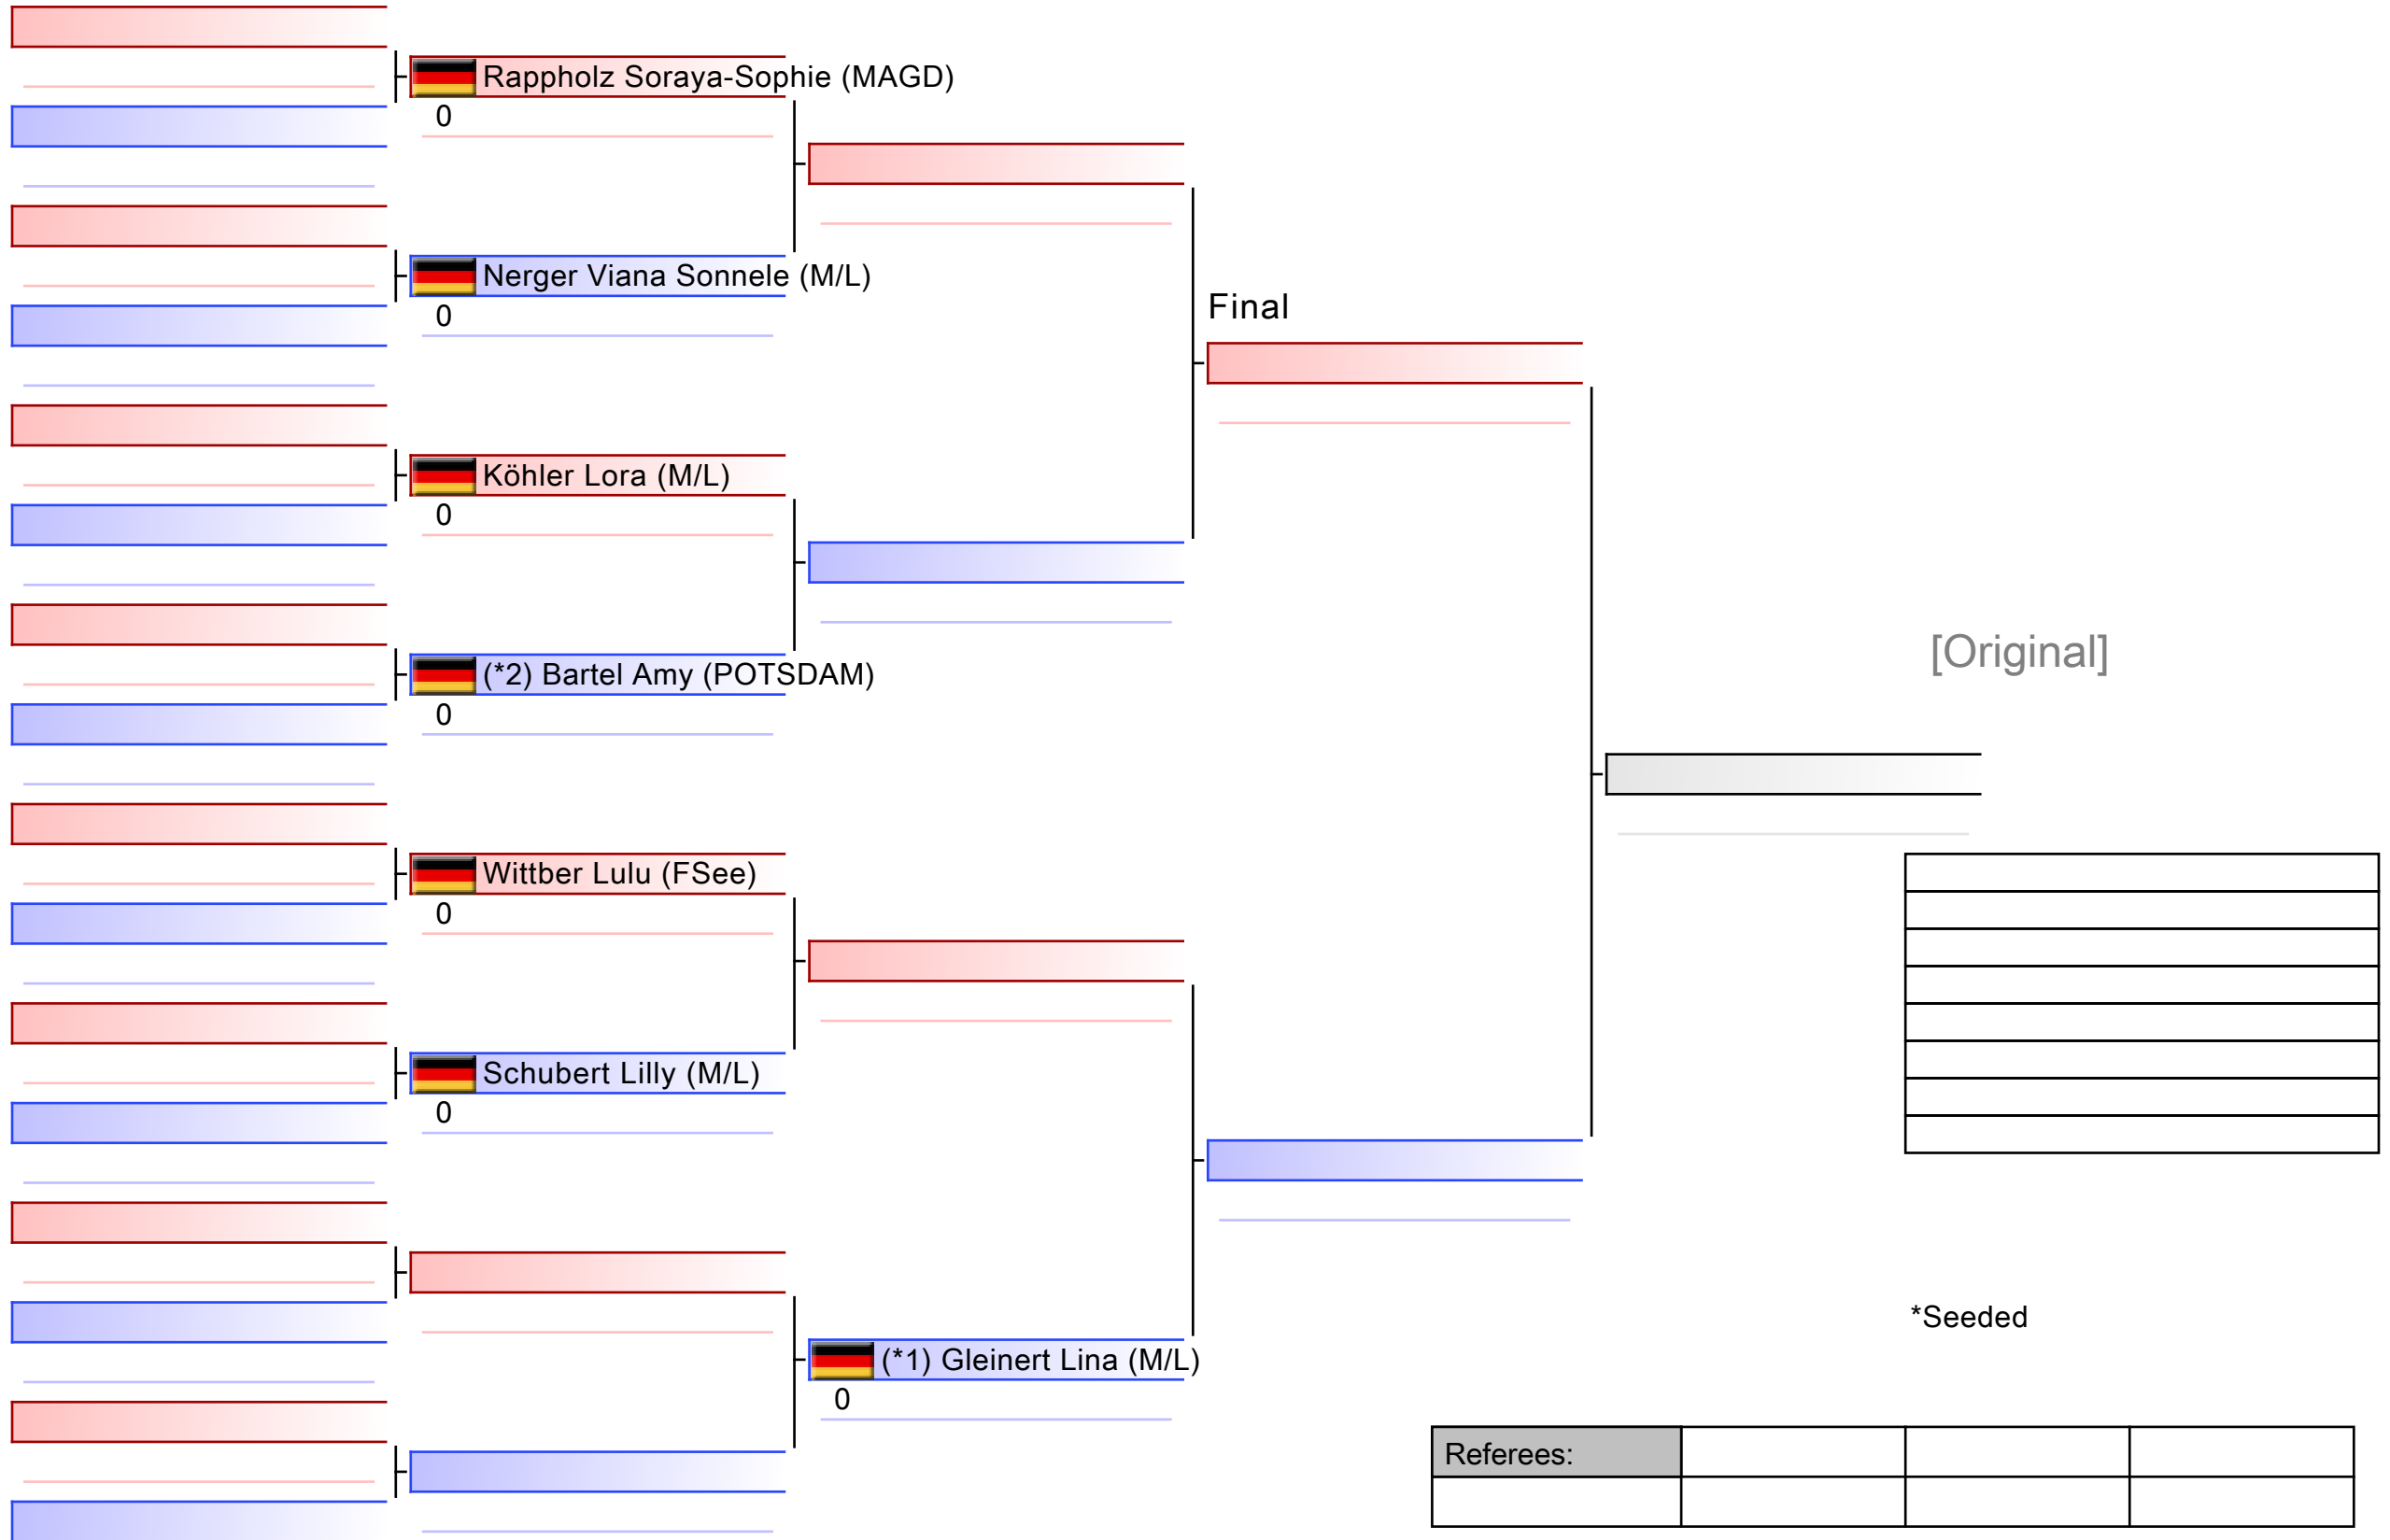 Rappholz Soraya-Sophie (MAGD)
0
Nerger Viana Sonnele (M/L)
0
Final
Köhler Lora (M/L)
0
[Original]
(*2) Bartel Amy (POTSDAM)
0
Wittber Lulu (FSee)
0
Schubert Lilly (M/L)
0
*Seeded
(*1) Gleinert Lina (M/L)
0
Referees: